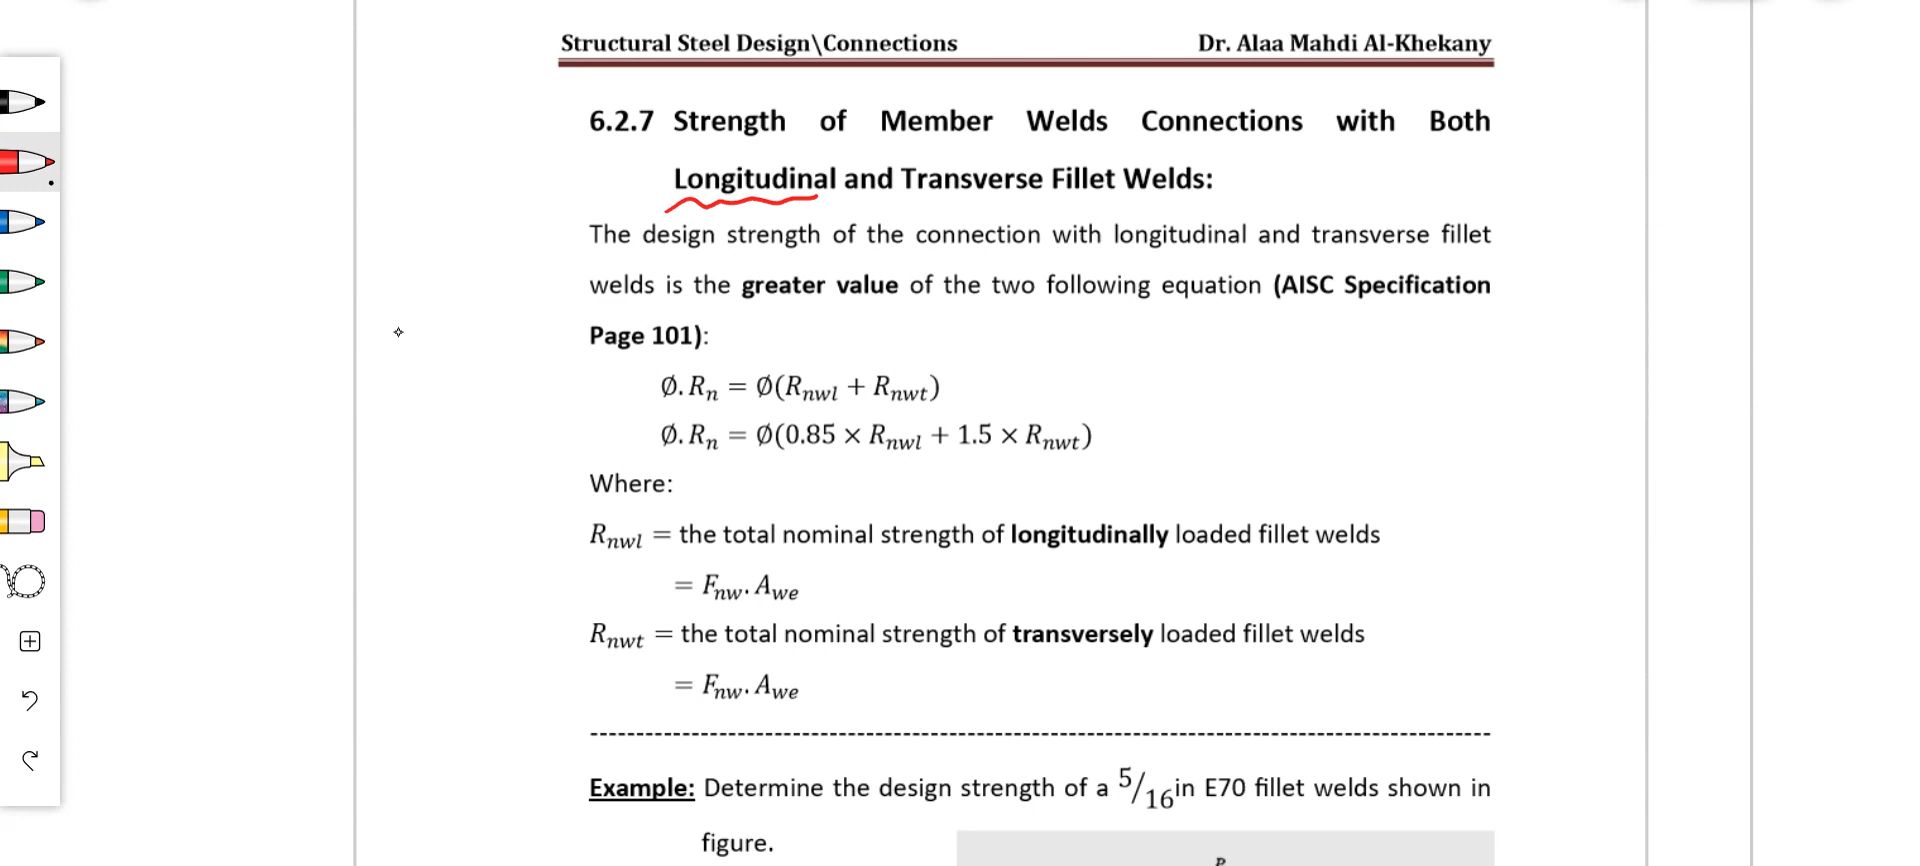 Structural Steel Design\Connections Dr. Alaa Mahdi Al-Khekany
6.2.7 Strength of Member Welds Connections with Both
Longitudinal and Transverse Fillet Welds:
The design strength of the connection with longitudinal and transverse fillet
welds is the greater value of the two following equation (AISC Specification
Page 101):
Ø. Rₙ = Ø(Rₙwl + Rₙwt)
Ø. Rₙ = Ø(0.85 × Rₙwl + 1.5 × Rₙwt)
Where:
Rₙwl = the total nominal strength of longitudinally loaded fillet welds
= Fₙw. Awe
Rₙwt = the total nominal strength of transversely loaded fillet welds
= Fₙw. Awe
--------------------------------------------------------------------------------
Example: Determine the design strength of a 5/16in E70 fillet welds shown in
figure.
P